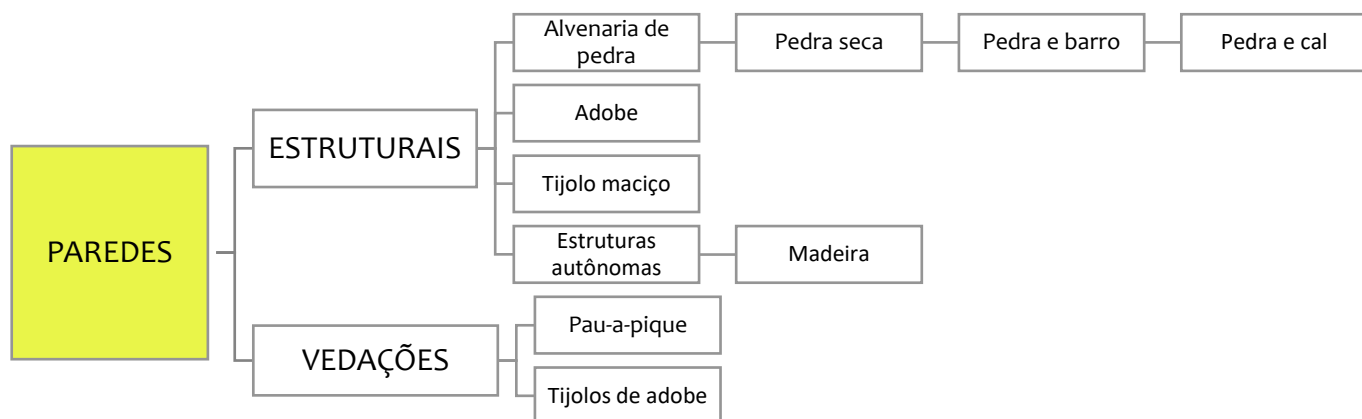 PAREDES
ESTRUTURAIS
Alvenaria de
pedra
Pedra seca
Pedra e barro
Pedra e cal
Adobe
Tijolo maciço
Estruturas
autônomas
Madeira
VEDAÇÕES
Pau-a-pique
Tijolos de adobe